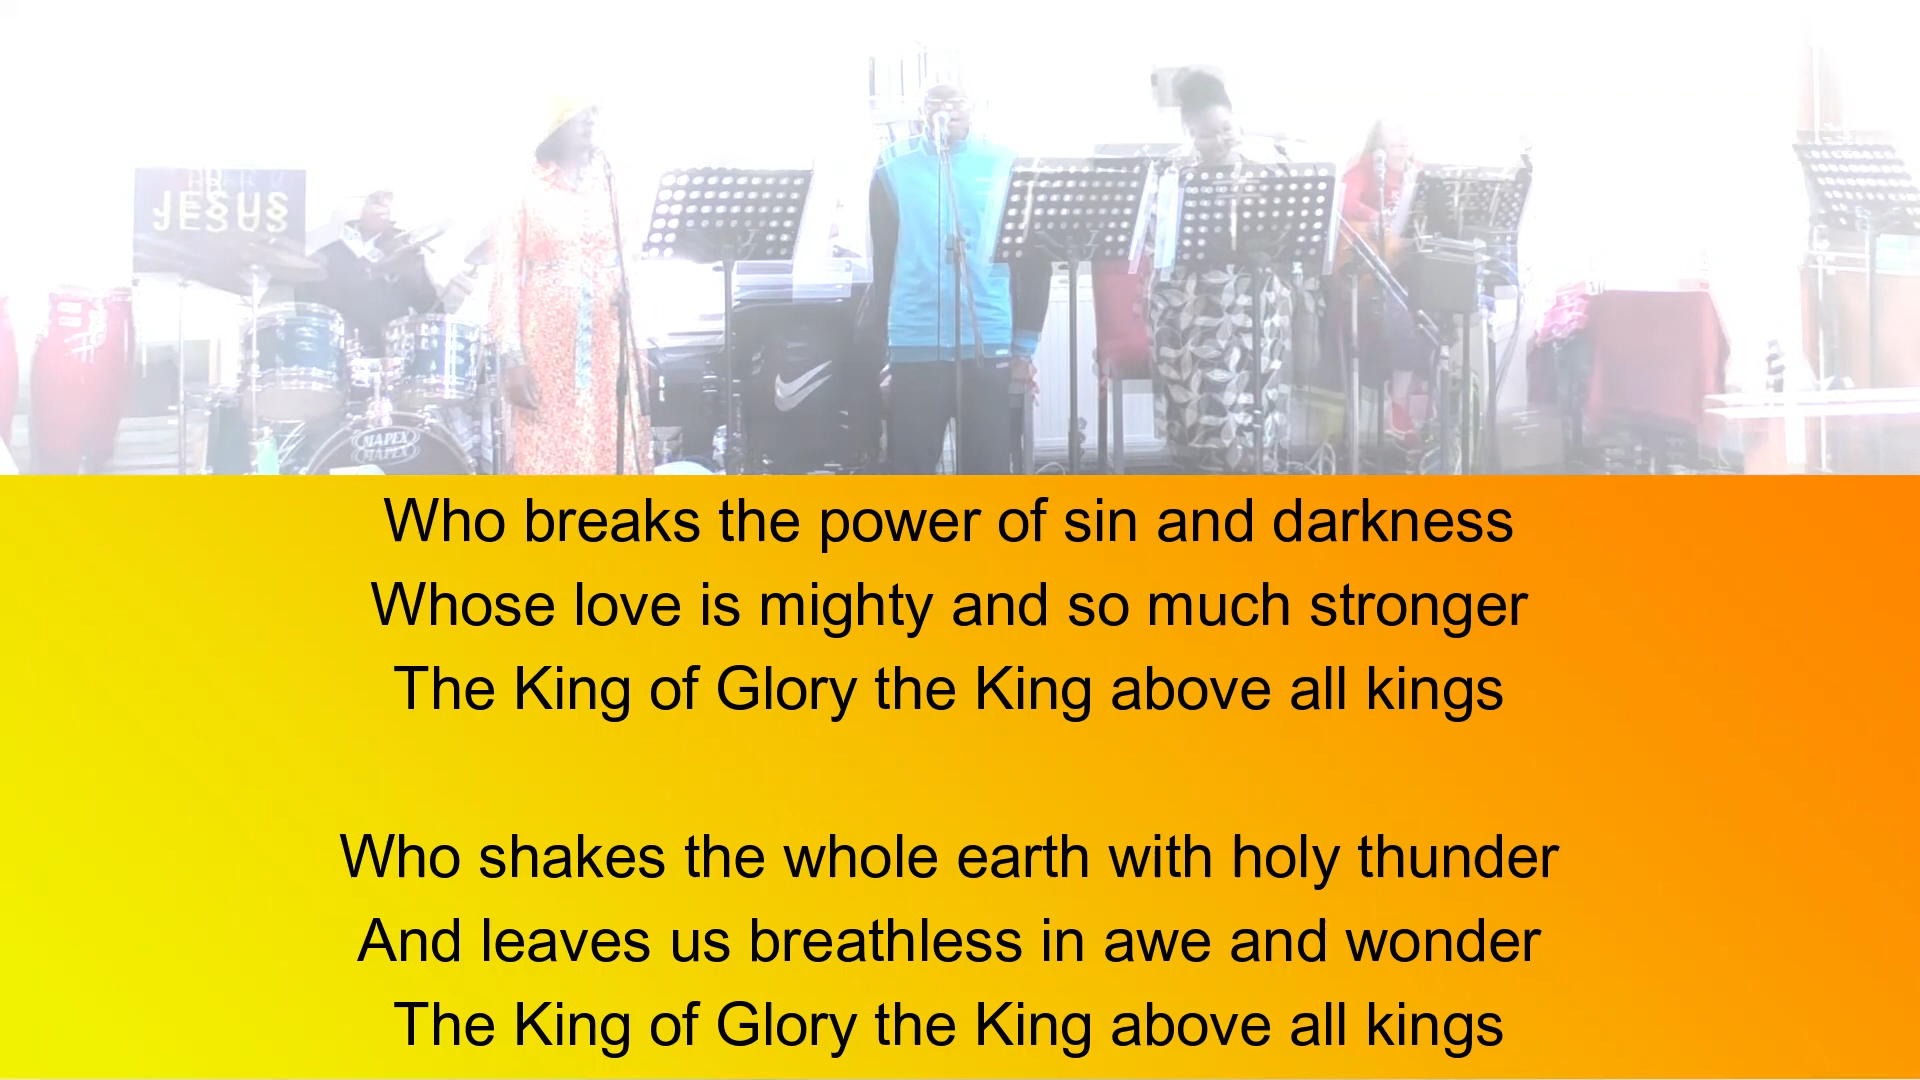 JESUS
MAPEX
MAPEX
Who breaks the power of sin and darkness
Whose love is mighty and so much stronger
The King of Glory the King above all kings
Who shakes the whole earth with holy thunder
And leaves us breathless in awe and wonder
The King of Glory the King above all kings